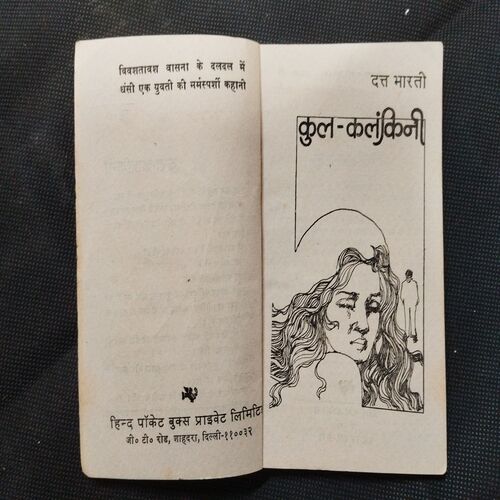 विवशतावश वासना के दलदल में
धंसी एक युवती की मर्मस्पर्शी कहानी
हिन्द पॉकेट बुक्स प्राइवेट लिमिटेड
जी० टी० रोड, शाहदरा, दिल्ली-११००३२
दत्त भारती
कुल-कलंकिनी